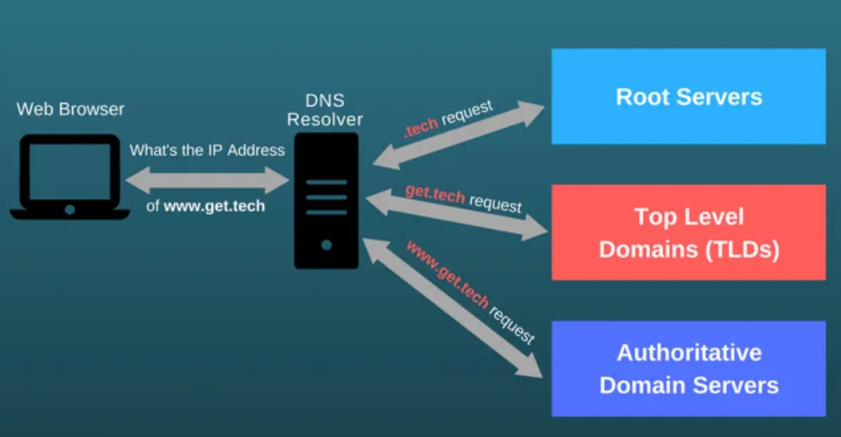 Web Browser
What's the IP Address
of www.get.tech
DNS
Resolver
.tech request
get.tech request
www.get.tech request
Root Servers
Top Level
Domains (TLDs)
Authoritative
Domain Servers